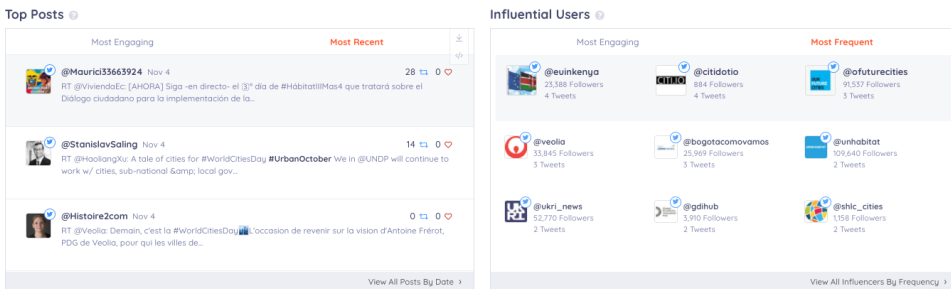 Top Posts ?
Most Engaging
Most Recent
@Maurici33663924 Nov 4
28 0
RT @ViviendaEc: [AHORA] Siga -en directo- el 3️⃣° día de #HábitatIIIMas4 que tratará sobre el
Diálogo ciudadano para la implementación de la...
@StanislavSaling Nov 4
14 0
RT @HaoliangXu: A tale of cities for #WorldCitiesDay #UrbanOctober We in @UNDP will continue to
work w/ cities, sub-national &amp; local gov...
@Histoire2com Nov 4
0 0
RT @Veolia: Demain, c'est la #WorldCitiesDay🏙️L'occasion de revenir sur la vision d'Antoine Frérot,
PDG de Veolia, pour qui les villes de...
View All Posts By Date >
Influential Users ?
Most Engaging
Most Frequent
@euinkenya
23,388 Followers
4 Tweets
@citidotio
884 Followers
4 Tweets
@ofuturecities
91,537 Followers
3 Tweets
@veolia
33,845 Followers
3 Tweets
@bogotacomovamos
25,969 Followers
3 Tweets
@unhabitat
109,640 Followers
2 Tweets
@ukri_news
52,770 Followers
2 Tweets
@gdihub
3,910 Followers
2 Tweets
@shlc_cities
1,158 Followers
2 Tweets
View All Influencers By Frequency >